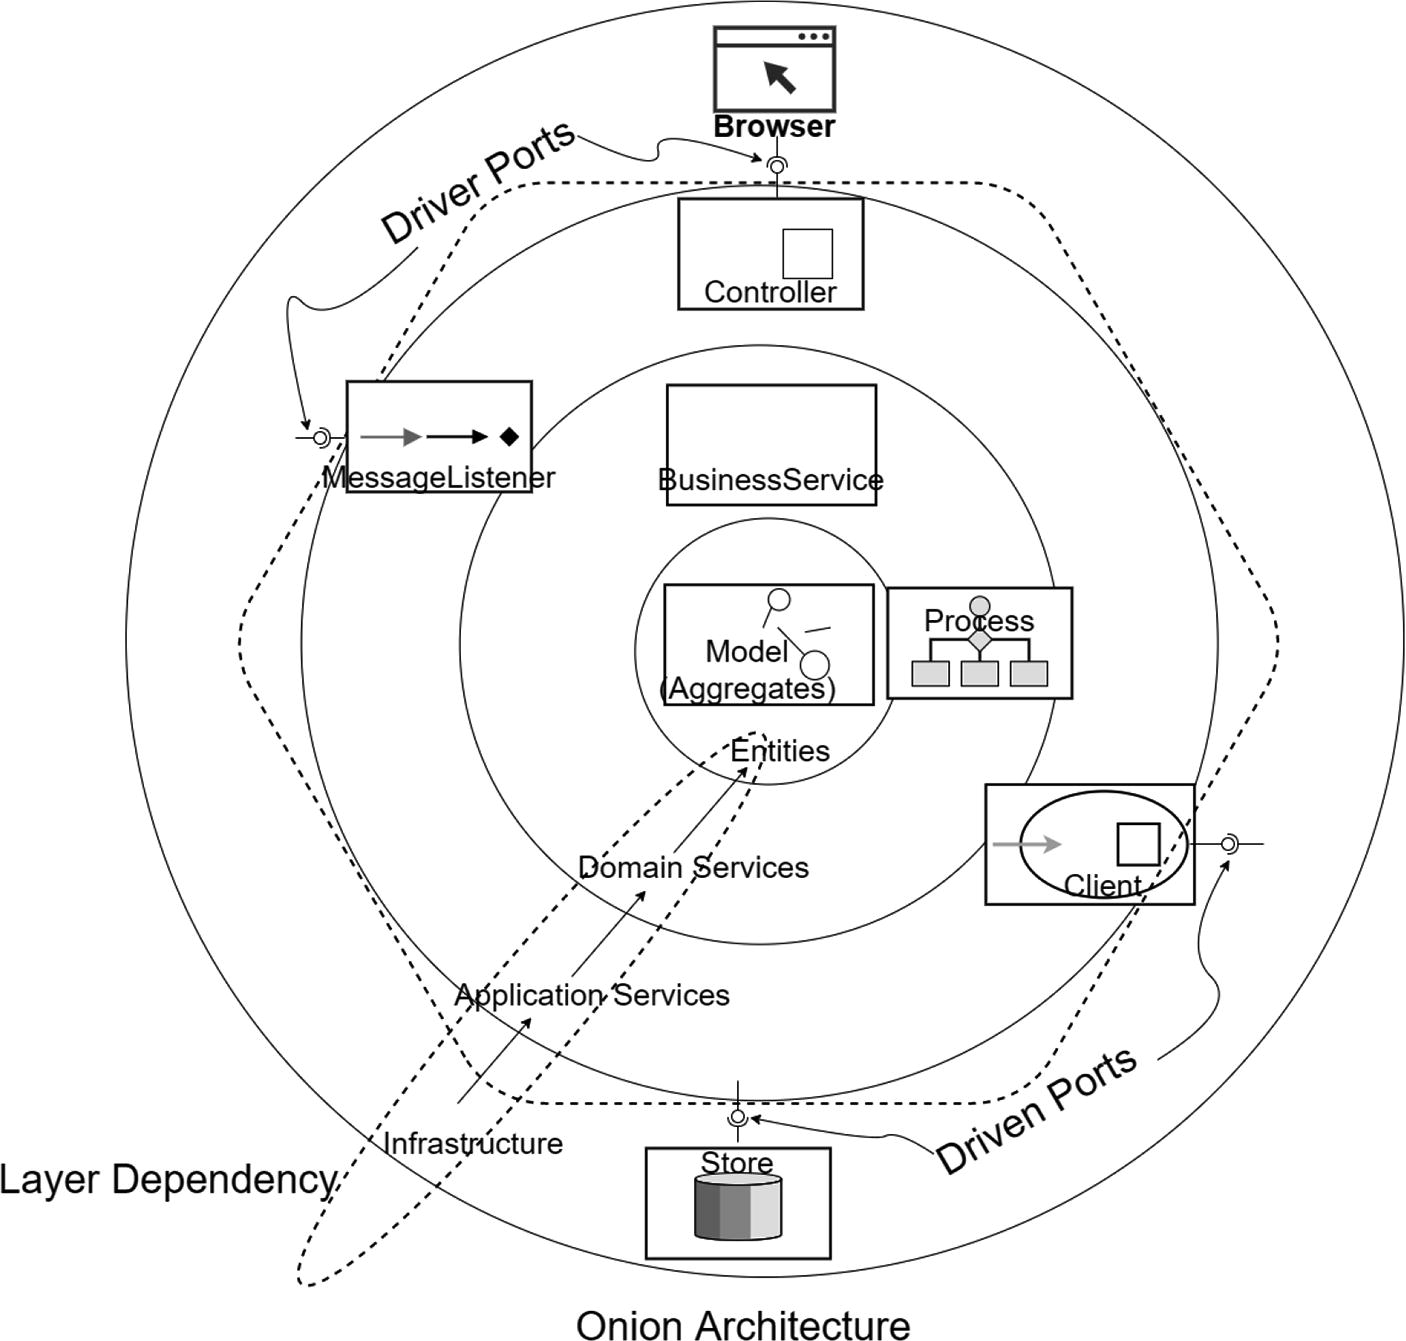 Browser
Driver Ports
Controller
MessageListener
BusinessService
Process
Model
(Aggregates)
Entities
Domain Services
Client
Application Services
Driven Ports
Infrastructure
Store
Layer Dependency
Onion Architecture